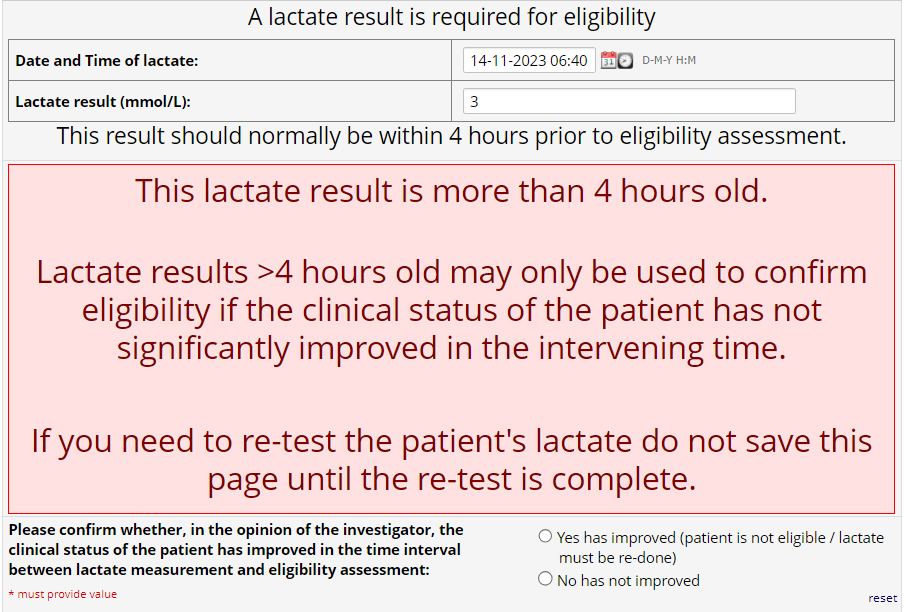 A lactate result is required for eligibility
Date and Time of lactate: 14-11-2023 06:40 31 D-M-Y H:M
Lactate result (mmol/L): 3
This result should normally be within 4 hours prior to eligibility assessment.
This lactate result is more than 4 hours old.
Lactate results >4 hours old may only be used to confirm
eligibility if the clinical status of the patient has not
significantly improved in the intervening time.
If you need to re-test the patient's lactate do not save this
page until the re-test is complete.
Please confirm whether, in the opinion of the investigator, the
clinical status of the patient has improved in the time interval
between lactate measurement and eligibility assessment:
* must provide value
Yes has improved (patient is not eligible / lactate
must be re-done)
No has not improved
reset